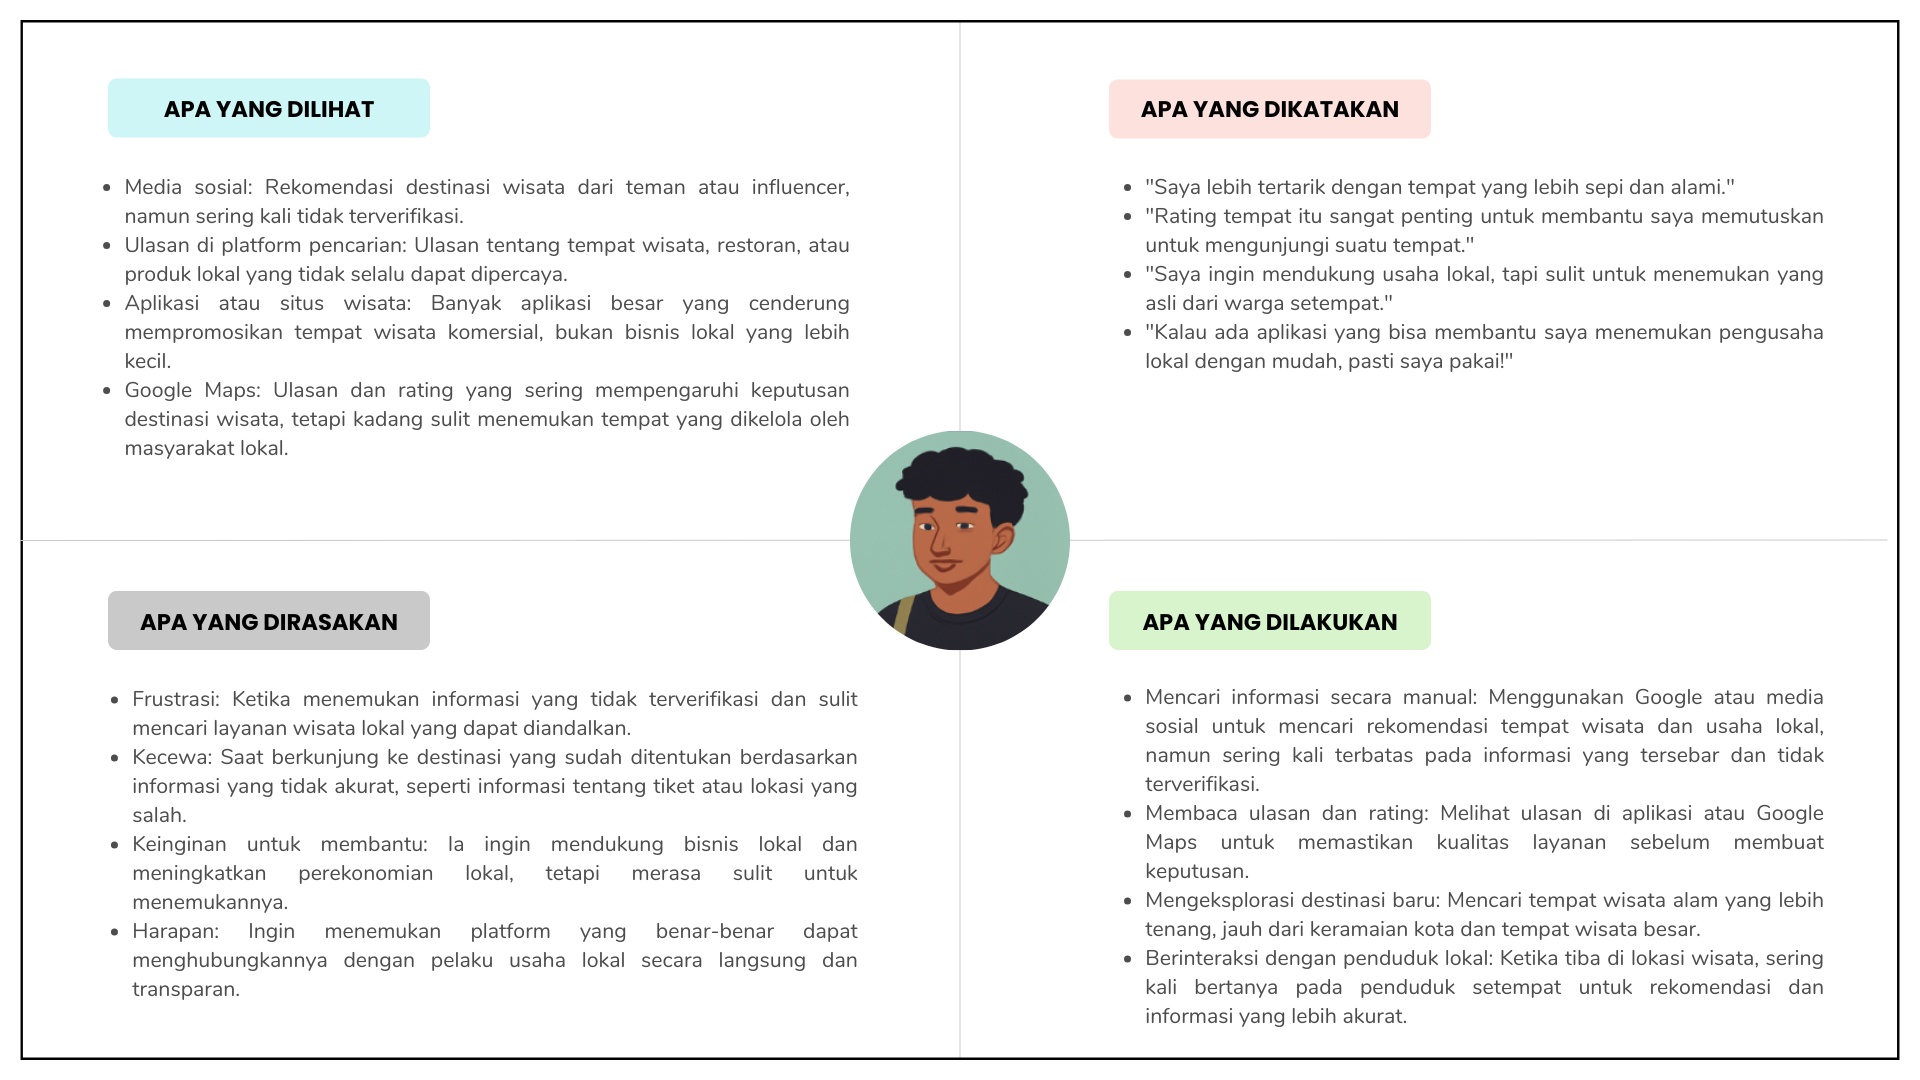 APA YANG DILIHAT
• Media sosial: Rekomendasi destinasi wisata dari teman atau influencer,
namun sering kali tidak terverifikasi.
• Ulasan di platform pencarian: Ulasan tentang tempat wisata, restoran, atau
produk lokal yang tidak selalu dapat dipercaya.
• Aplikasi atau situs wisata: Banyak aplikasi besar yang cenderung
mempromosikan tempat wisata komersial, bukan bisnis lokal yang lebih
kecil.
• Google Maps: Ulasan dan rating yang sering mempengaruhi keputusan
destinasi wisata, tetapi kadang sulit menemukan tempat yang dikelola oleh
masyarakat lokal.
APA YANG DIKATAKAN
• "Saya lebih tertarik dengan tempat yang lebih sepi dan alami."
• "Rating tempat itu sangat penting untuk membantu saya memutuskan
untuk mengunjungi suatu tempat."
• "Saya ingin mendukung usaha lokal, tapi sulit untuk menemukan yang
asli dari warga setempat."
• "Kalau ada aplikasi yang bisa membantu saya menemukan pengusaha
lokal dengan mudah, pasti saya pakai!"
APA YANG DIRASAKAN
• Frustrasi: Ketika menemukan informasi yang tidak terverifikasi dan sulit
mencari layanan wisata lokal yang dapat diandalkan.
• Kecewa: Saat berkunjung ke destinasi yang sudah ditentukan berdasarkan
informasi yang tidak akurat, seperti informasi tentang tiket atau lokasi yang
salah.
• Keinginan untuk membantu: Ia ingin mendukung bisnis lokal dan
meningkatkan perekonomian lokal, tetapi merasa sulit untuk
menemukannya.
• Harapan: Ingin menemukan platform yang benar-benar dapat
menghubungkannya dengan pelaku usaha lokal secara langsung dan
transparan.
APA YANG DILAKUKAN
• Mencari informasi secara manual: Menggunakan Google atau media
sosial untuk mencari rekomendasi tempat wisata dan usaha lokal,
namun sering kali terbatas pada informasi yang tersebar dan tidak
terverifikasi.
• Membaca ulasan dan rating: Melihat ulasan di aplikasi atau Google
Maps untuk memastikan kualitas layanan sebelum membuat
keputusan.
• Mengeksplorasi destinasi baru: Mencari tempat wisata alam yang lebih
tenang, jauh dari keramaian kota dan tempat wisata besar.
• Berinteraksi dengan penduduk lokal: Ketika tiba di lokasi wisata, sering
kali bertanya pada penduduk setempat untuk rekomendasi dan
informasi yang lebih akurat.